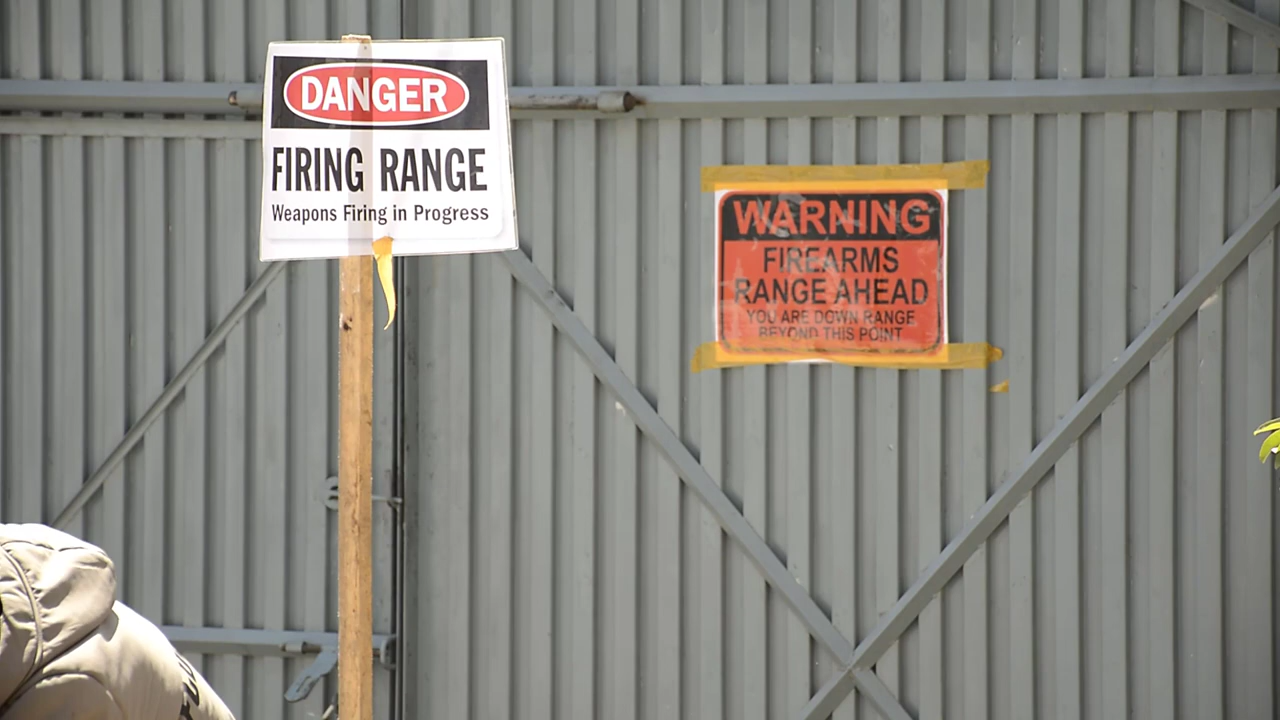 DANGER
FIRING RANGE
Weapons Firing in Progress
WARNING
FIREARMS
RANGE AHEAD
YOU ARE DOWN RANGE
BEYOND THIS POINT